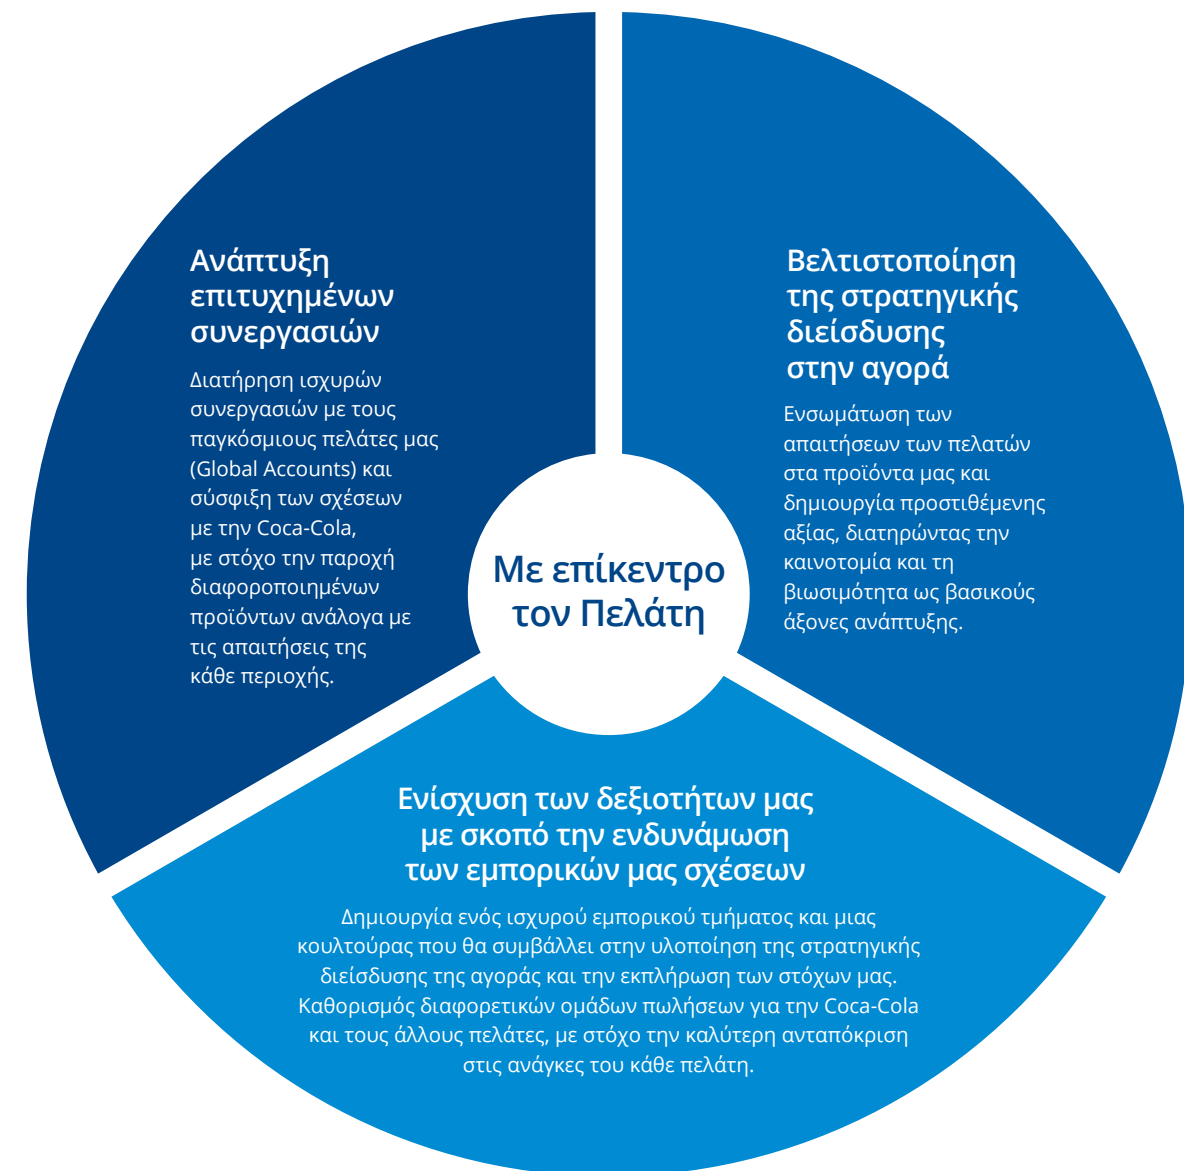 Ανάπτυξη
επιτυχημένων
συνεργασιών
Διατήρηση ισχυρών
συνεργασιών με τους
παγκόσμιους πελάτες μας
(Global Accounts) και
σύσφιξη των σχέσεων
με την Coca-Cola,
με στόχο την παροχή
διαφοροποιημένων
προϊόντων ανάλογα με
τις απαιτήσεις της
κάθε περιοχής.
Βελτιστοποίηση
της στρατηγικής
διείσδυσης
στην αγορά
Ενσωμάτωση των
απαιτήσεων των πελατών
στα προϊόντα μας και
δημιουργία προστιθέμενης
αξίας, διατηρώντας την
καινοτομία και τη
βιωσιμότητα ως βασικούς
άξονες ανάπτυξης.
Με επίκεντρο
τον Πελάτη
Ενίσχυση των δεξιοτήτων μας
με σκοπό την ενδυνάμωση
των εμπορικών μας σχέσεων
Δημιουργία ενός ισχυρού εμπορικού τμήματος και μιας
κουλτούρας που θα συμβάλλει στην υλοποίηση της στρατηγικής
διείσδυσης της αγοράς και την εκπλήρωση των στόχων μας.
Καθορισμός διαφορετικών ομάδων πωλήσεων για την Coca-Cola
και τους άλλους πελάτες, με στόχο την καλύτερη ανταπόκριση
στις ανάγκες του κάθε πελάτη.